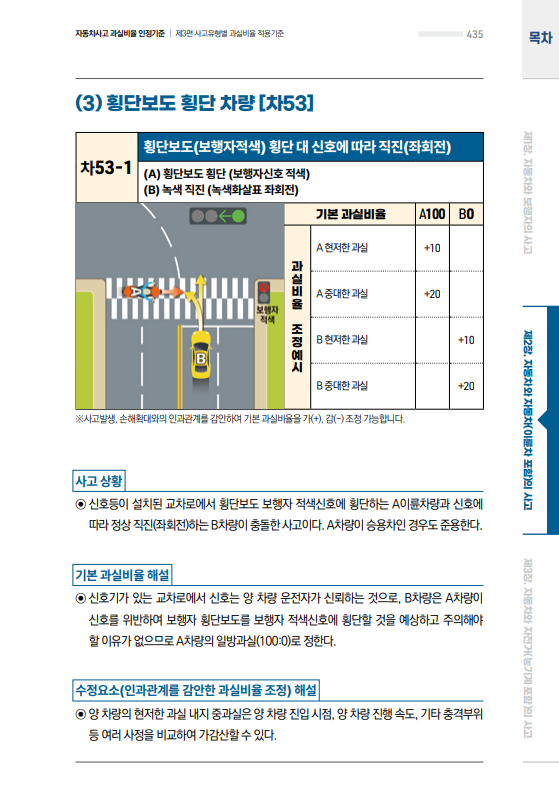 자동차사고 과실비율 인정기준 | 제3편 사고유형별 과실비율 적용기준
435
목차
(3) 횡단보도 횡단 차량 [차53]
차53-1
횡단보도(보행자적색) 횡단 대 신호에 따라 직진(좌회전)
(A) 횡단보도 횡단 (보행자신호 적색)
(B) 녹색 직진 (녹색화살표 좌회전)
기본 과실비율
A100
B0
과실비율 조정예시
A 현저한 과실
+10
A 중대한 과실
+20
B 현저한 과실
+10
B 중대한 과실
+20
A
B
보행자
적색
※사고발생, 손해확대와의 인과관계를 감안하여 기본 과실비율을 가(+), 감(-) 조정 가능합니다.
사고 상황
◉ 신호등이 설치된 교차로에서 횡단보도 보행자 적색신호에 횡단하는 A이륜차량과 신호에
따라 정상 직진(좌회전)하는 B차량이 충돌한 사고이다. A차량이 승용차인 경우도 준용한다.
기본 과실비율 해설
◉ 신호기가 있는 교차로에서 신호는 양 차량 운전자가 신뢰하는 것으로, B차량은 A차량이
신호를 위반하여 보행자 횡단보도를 보행자 적색신호에 횡단할 것을 예상하고 주의해야
할 이유가 없으므로 A차량의 일방과실(100:0)로 정한다.
수정요소(인과관계를 감안한 과실비율 조정) 해설
◉ 양 차량의 현저한 과실 내지 중과실은 양 차량 진입 시점, 양 차량 진행 속도, 기타 충격부위
등 여러 사정을 비교하여 가감산할 수 있다.
제1장. 자동차와 보행자의 사고
제2장. 자동차와 자동차(이륜차 포함)의 사고
제3장. 자동차와 자전거(농기계 포함)의 사고